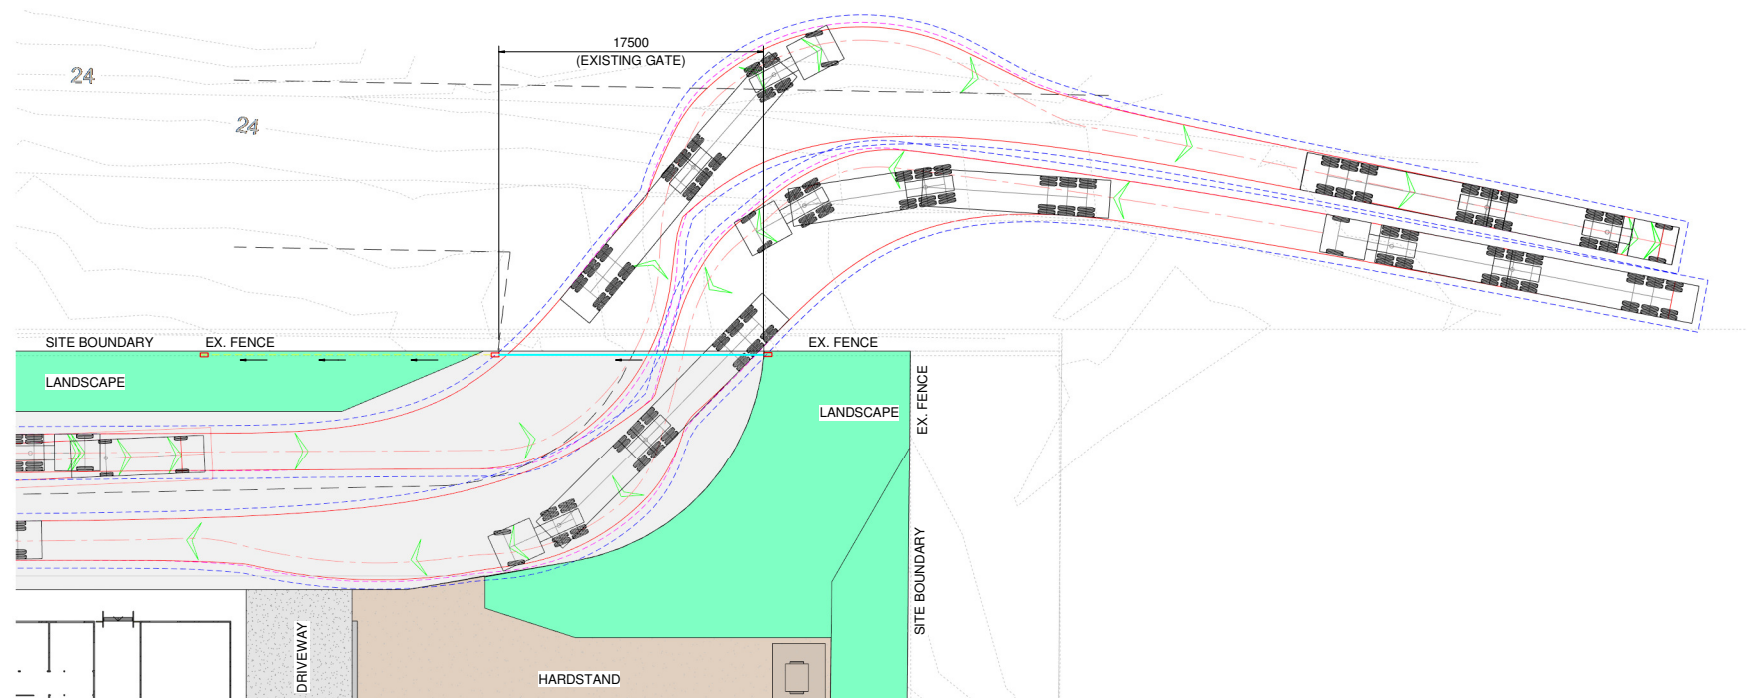 17500
(EXISTING GATE)
24
24
SITE BOUNDARY
EX. FENCE
EX. FENCE
LANDSCAPE
LANDSCAPE
EX. FENCE
SITE BOUNDARY
DRIVEWAY
HARDSTAND